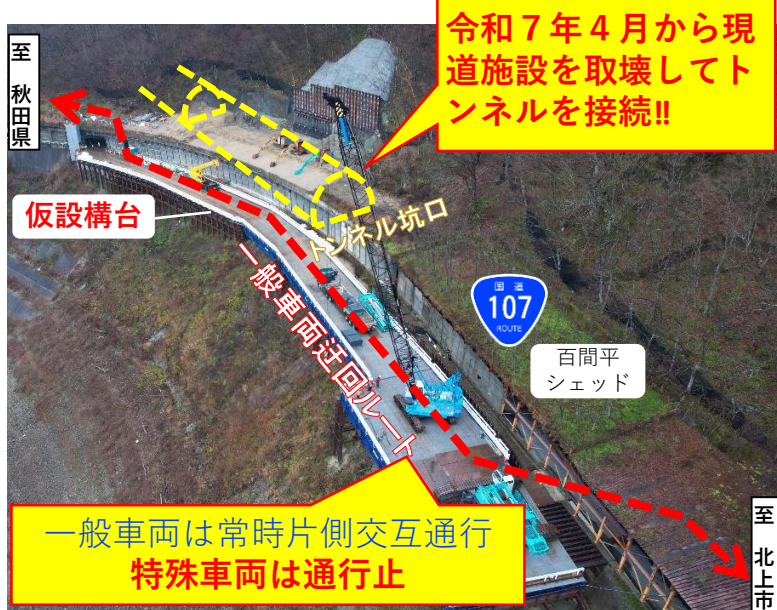 令和７年４月から現
道施設を取壊してト
ンネルを接続‼
至 秋田県
仮設構台
トンネル坑口
一般車両迂回ルート
国道
107
ROUTE
百間平
シェッド
一般車両は常時片側交互通行
特殊車両は通行止
至 北上市